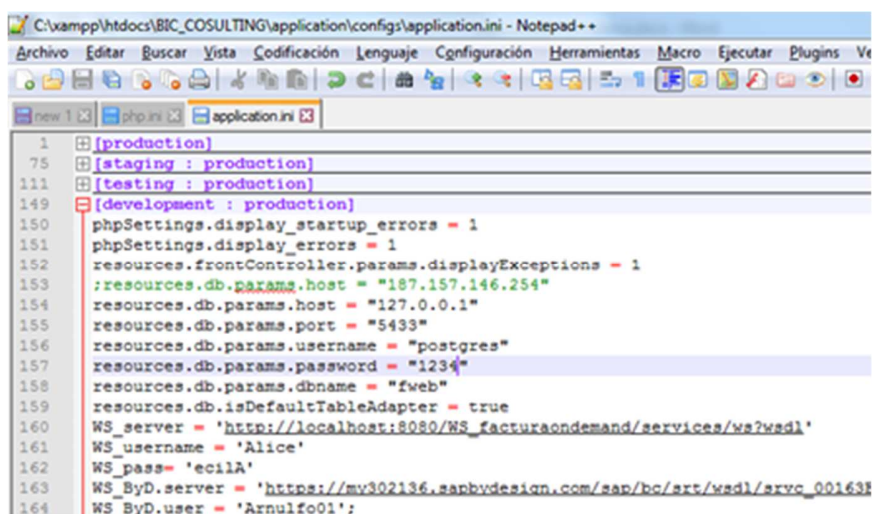 C:\xampp\htdocs\BIC_COSULTING\application\configs\application.ini - Notepad++
Archivo Editar Buscar Vista Codificación Lenguaje Configuración Herramientas Macro Ejecutar Plugins Ve
new 1 php.ini application.ini
1 [production]
75 [staging : production]
111 [testing : production]
149 [development : production]
150 phpSettings.display_startup_errors = 1
151 phpSettings.display_errors = 1
152 resources.frontController.params.displayExceptions = 1
153 ;resources.db.params.host = "187.157.146.254"
154 resources.db.params.host = "127.0.0.1"
155 resources.db.params.port = "5433"
156 resources.db.params.username = "postgres"
157 resources.db.params.password = "1234"
158 resources.db.params.dbname = "fweb"
159 resources.db.isDefaultTableAdapter = true
160 WS_server = 'http://localhost:8080/WS_facturaondemand/services/ws?wsdl'
161 WS_username = 'Alice'
162 WS_pass= 'ecilA'
163 WS_ByD.server = 'https://my302136.sapbydesign.com/sap/bc/srt/wsdl/srvc_00163E
164 WS_ByD.user = 'Arnulfo01';